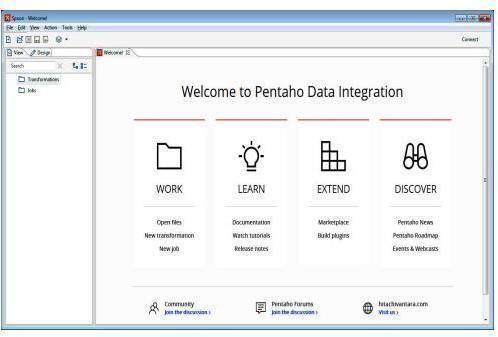 Spoon - Welcome!
File Edit View Action Tools Help
Connect
View Design
Welcome!
Search
Transformations
Jobs
Welcome to Pentaho Data Integration
WORK
Open files
New transformation
New job
LEARN
Documentation
Watch tutorials
Release notes
EXTEND
Marketplace
Build plugins
DISCOVER
Pentaho News
Pentaho Roadmap
Events & Webcasts
Community
Join the discussion ›
Pentaho Forums
Join the discussion ›
hitachivantara.com
Visit us ›